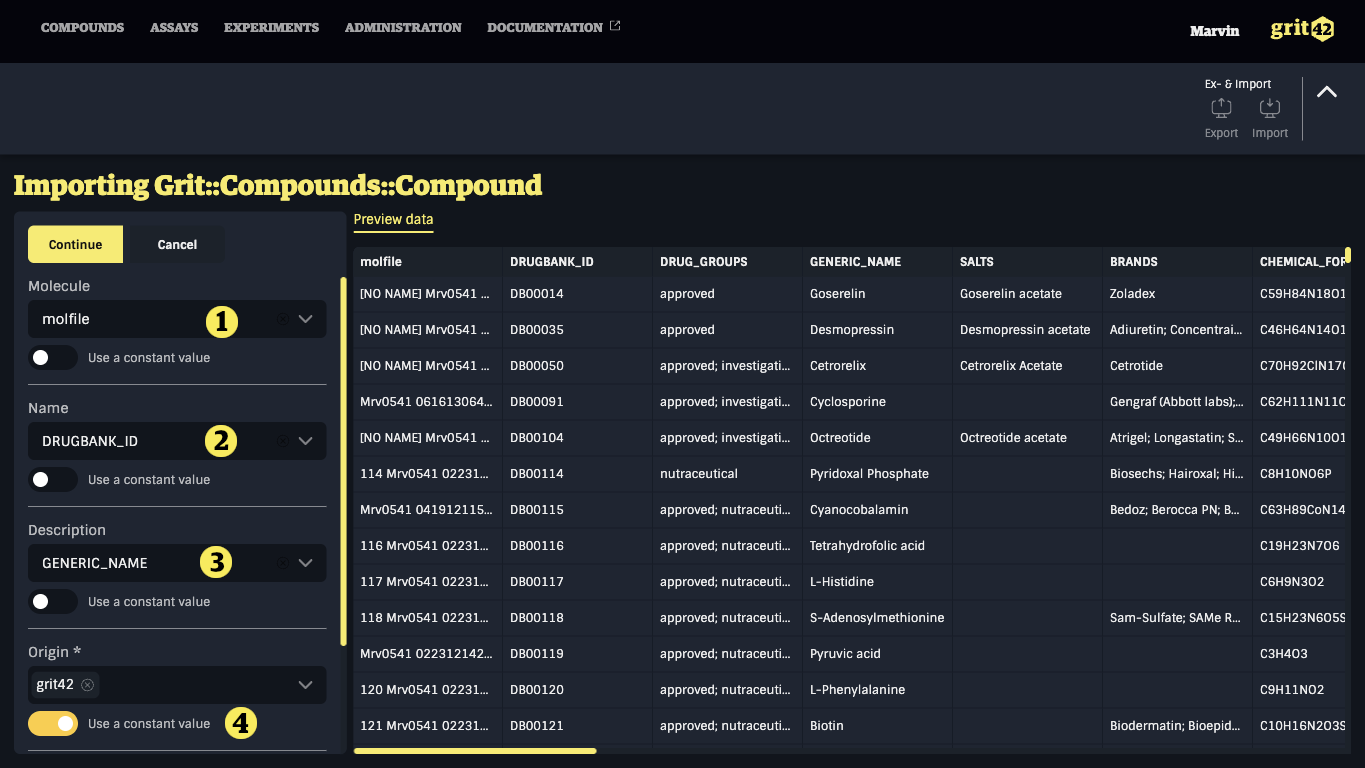 COMPOUNDS ASSAYS EXPERIMENTS ADMINISTRATION DOCUMENTATION Marvin grit42
Ex- & Import
Export Import
Importing Grit::Compounds::Compound
Continue Cancel
Molecule
molfile 1
Use a constant value
Name
DRUGBANK_ID 2
Use a constant value
Description
GENERIC_NAME 3
Use a constant value
Origin *
grit42
Use a constant value 4
Preview data
molfile DRUGBANK_ID DRUG_GROUPS GENERIC_NAME SALTS BRANDS CHEMICAL_FOR
[NO NAME] Mrv0541 ... DB00014 approved Goserelin Goserelin acetate Zoladex C59H84N18O1
[NO NAME] Mrv0541 ... DB00035 approved Desmopressin Desmopressin acetate Adiuretin; Concentrai... C46H64N14O1
[NO NAME] Mrv0541 ... DB00050 approved; investigati... Cetrorelix Cetrorelix Acetate Cetrotide C70H92ClN17O
Mrv0541 061613064... DB00091 approved; investigati... Cyclosporine Gengraf (Abbott labs);... C62H111N11O
[NO NAME] Mrv0541 ... DB00104 approved; investigati... Octreotide Octreotide acetate Atrigel; Longastatin; S... C49H66N10O1
114 Mrv0541 02231... DB00114 nutraceutical Pyridoxal Phosphate Biosechs; Hairoxal; Hi... C8H10NO6P
Mrv0541 041912115... DB00115 approved; nutraceuti... Cyanocobalamin Bedoz; Berocca PN; B... C63H89CoN14
116 Mrv0541 02231... DB00116 approved; nutraceuti... Tetrahydrofolic acid C19H23N7O6
117 Mrv0541 02231... DB00117 approved; nutraceuti... L-Histidine C6H9N3O2
118 Mrv0541 02231... DB00118 approved; nutraceuti... S-Adenosylmethionine Sam-Sulfate; SAMe R... C15H23N6O5S
Mrv0541 022312142... DB00119 approved; nutraceuti... Pyruvic acid C3H4O3
120 Mrv0541 02231... DB00120 approved; nutraceuti... L-Phenylalanine C9H11NO2
121 Mrv0541 02231... DB00121 approved; nutraceuti... Biotin Biodermatin; Bioepid... C10H16N2O3S